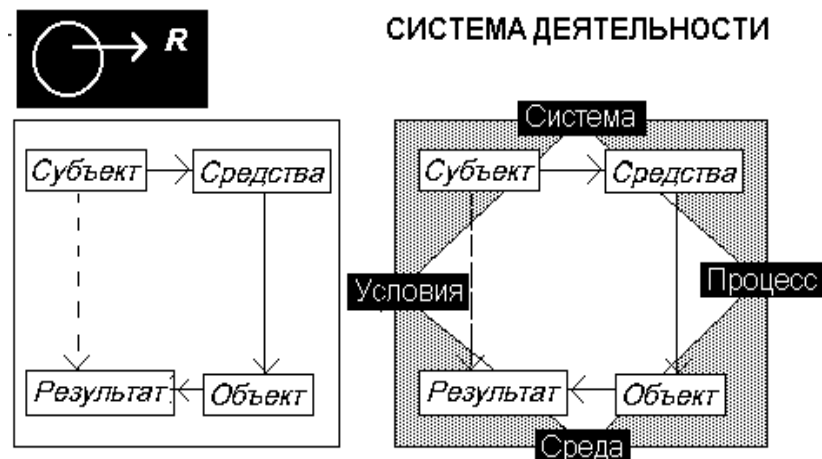 R
СИСТЕМА ДЕЯТЕЛЬНОСТИ
Субъект
Средства
Результат
Объект
Система
Субъект
Средства
Условия
Процесс
Результат
Объект
Среда